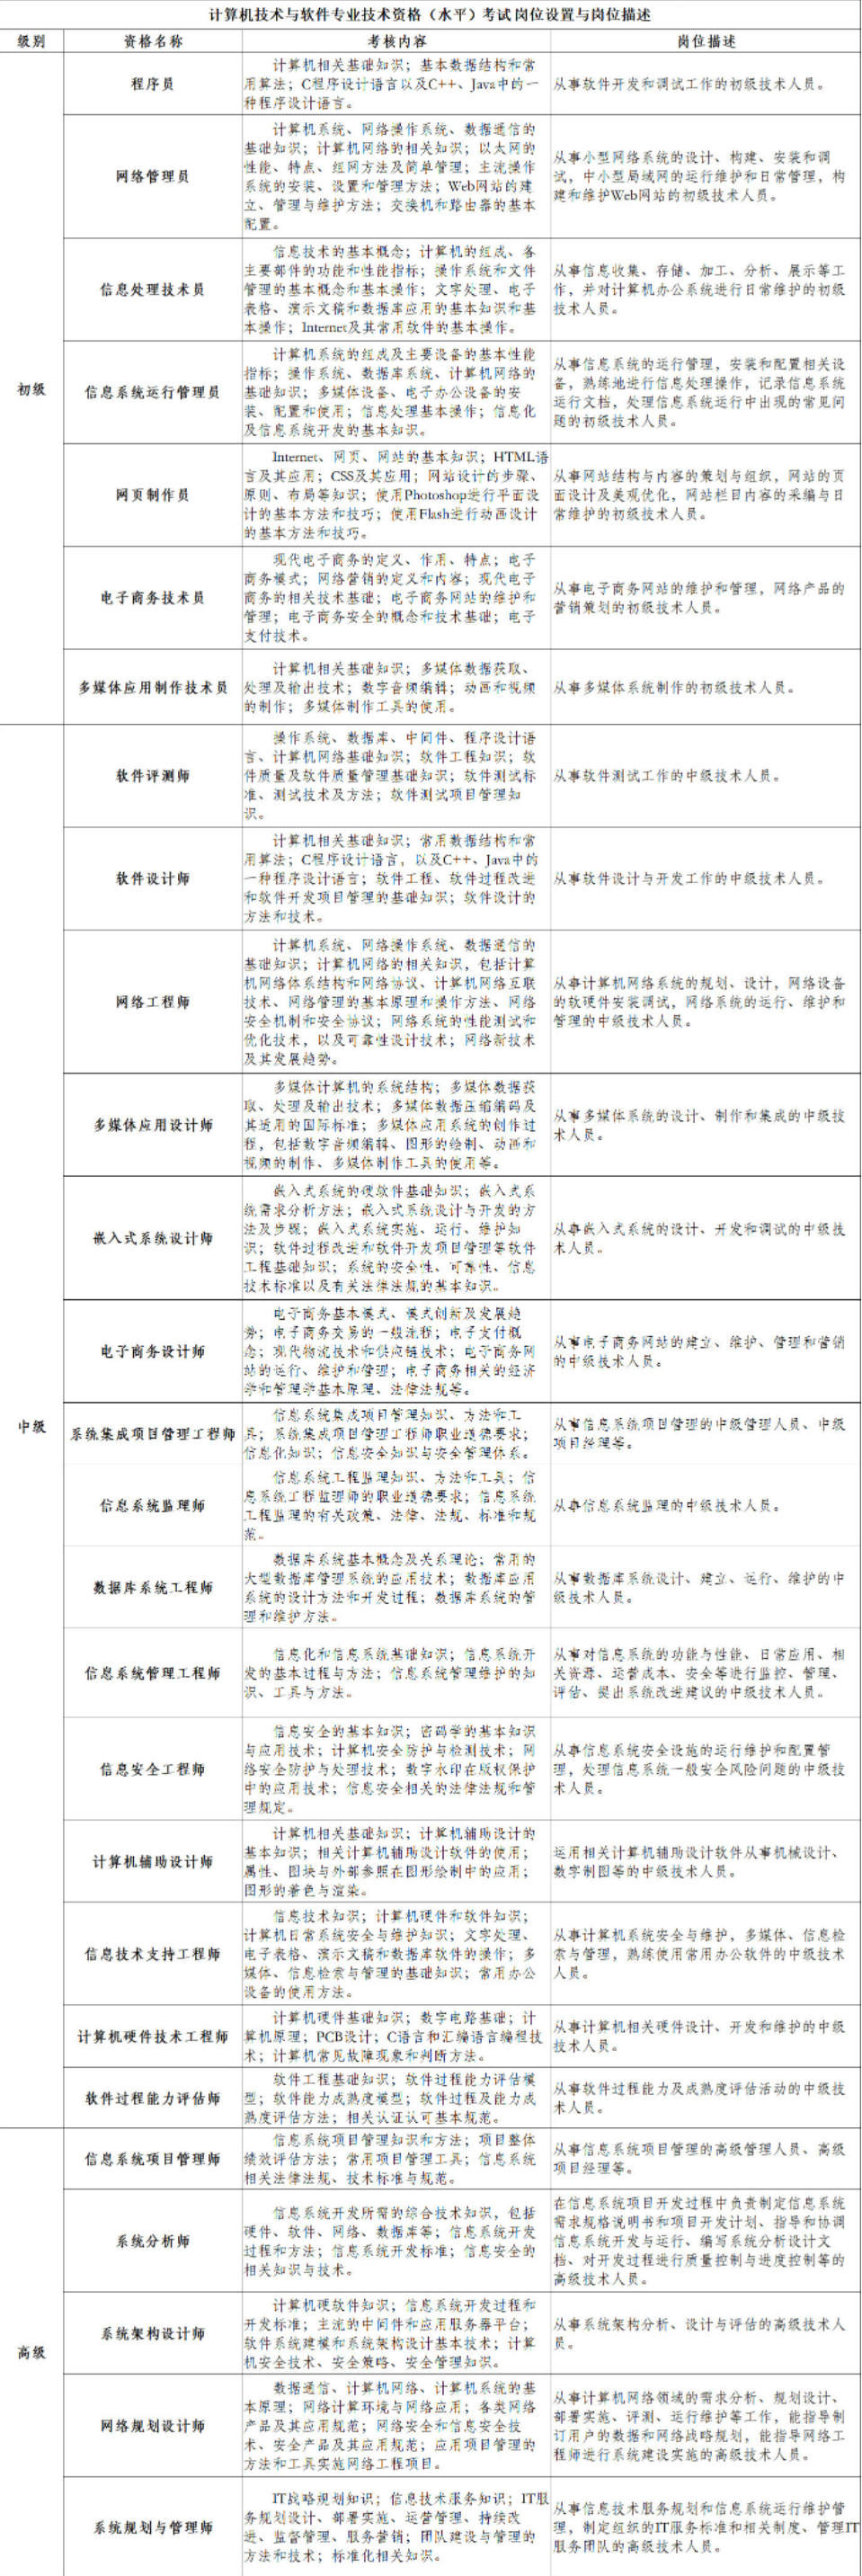 计算机技术与软件专业技术资格（水平）考试 岗位设置与岗位描述
级别 资格名称 考核内容 岗位描述
初级
程序员
计算机相关基础知识；基本数据结构和常
用算法；C程序设计语言以及C++、Java中的一
种程序设计语言。
从事软件开发和调试工作的初级技术人员。
网络管理员
计算机系统、网络操作系统、数据通信的
基础知识；计算机网络的相关知识；以太网的
性能、特点、组网方法及简单管理；主流操作
系统的安装、设置和管理方法；Web网站的建
立、管理与维护方法；交换机和路由器的基本
配置。
从事小型网络系统的设计、构建、安装和调
试，中小型局域网的运行维护和日常管理，构
建和维护Web网站的初级技术人员。
信息处理技术员
信息技术的基本概念；计算机的组成、各
主要部件的功能和性能指标；操作系统和文件
管理的基本概念和基本操作；文字处理、电子
表格、演示文稿和数据库应用的基本知识和基
本操作；Internet及其常用软件的基本操作。
从事信息收集、存储、加工、分析、展示等工
作，并对计算机办公系统进行日常维护的初级
技术人员。
信息系统运行管理员
计算机系统的组成及主要设备的基本性能
指标；操作系统、数据库系统、计算机网络的
基础知识；多媒体设备、电子办公设备的安
装、配置和使用；信息处理基本操作；信息化
及信息系统开发的基本知识。
从事信息系统的运行管理，安装和配置相关设
备，熟练地进行信息处理操作，记录信息系统
运行文档，处理信息系统运行中出现的常见问
题的初级技术人员。
网页制作员
Internet、网页、网站的基本知识；HTML语
言及其应用；CSS及其应用；网站设计的步骤、
原则、布局等知识；使用Photoshop进行平面设
计的基本方法和技巧；使用Flash进行动画设计
的基本方法和技巧。
从事网站结构与内容的策划与组织，网站的页
面设计及美观优化，网站栏目内容的采编与日
常维护的初级技术人员。
电子商务技术员
现代电子商务的定义、作用、特点；电子
商务模式；网络营销的定义和内容；现代电子
商务的相关技术基础；电子商务网站的维护和
管理；电子商务安全的概念和技术基础；电子
支付技术。
从事电子商务网站的维护和管理，网络产品的
营销策划的初级技术人员。
多媒体应用制作技术员
计算机相关基础知识；多媒体数据获取、
处理及输出技术；数字音频编辑；动画和视频
的制作；多媒体制作工具的使用。
从事多媒体系统制作的初级技术人员。
中级
软件评测师
操作系统、数据库、中间件、程序设计语
言、计算机网络基础知识；软件工程知识；软
件质量及软件质量管理基础知识；软件测试标
准、测试技术及方法；软件测试项目管理知
识。
从事软件测试工作的中级技术人员。
软件设计师
计算机相关基础知识；常用数据结构和常
用算法；C程序设计语言，以及C++、Java中的
一种程序设计语言；软件工程、软件过程改进
和软件开发项目管理的基础知识；软件设计的
方法和技术。
从事软件设计与开发工作的中级技术人员。
网络工程师
计算机系统、网络操作系统、数据通信的
基础知识；计算机网络的相关知识，包括计算
机网络体系结构和网络协议、计算机网络互联
技术、网络管理的基本原理和操作方法、网络
安全机制和安全协议；网络系统的性能测试和
优化技术，以及可靠性设计技术；网络新技术
及其发展趋势。
从事计算机网络系统的规划、设计，网络设备
的软硬件安装调试，网络系统的运行、维护和
管理的中级技术人员。
多媒体应用设计师
多媒体计算机的系统结构；多媒体数据获
取、处理及输出技术；多媒体数据压缩编码及
其适用的国际标准；多媒体应用系统的创作过
程，包括数字音频编辑、图形的绘制、动画和
视频的制作、多媒体制作工具的使用等。
从事多媒体系统的设计、制作和集成的中级技
术人员。
嵌入式系统设计师
嵌入式系统的硬软件基础知识；嵌入式系
统需求分析方法；嵌入式系统设计与开发的方
法及步骤；嵌入式系统实施、运行、维护知
识；软件过程改进和软件开发项目管理等软件
工程基础知识；系统的安全性、可靠性、信息
技术标准以及有关法律法规的基本知识。
从事嵌入式系统的设计、开发和调试的中级技
术人员。
电子商务设计师
电子商务基本模式、模式创新及发展趋
势；电子商务交易的一般流程；电子支付概
念；现代物流技术和供应链技术；电子商务网
站的运行、维护和管理；电子商务相关的经济
学和管理学基本原理、法律法规等。
从事电子商务网站的建立、维护、管理和营销
的中级技术人员。
系统集成项目管理工程师
信息系统集成项目管理知识、方法和工
具；系统集成项目管理工程师职业道德要求；
信息化知识；信息安全知识与安全管理体系。
从事信息系统项目管理的中级管理人员、中级
项目经理等。
信息系统监理师
信息系统工程监理知识、方法和工具；信
息系统工程监理师的职业道德要求；信息系统
工程监理的有关政策、法律、法规、标准和规
范。
从事信息系统监理的中级技术人员。
数据库系统工程师
数据库系统基本概念及关系理论；常用的
大型数据库管理系统的应用技术；数据库应用
系统的设计方法和开发过程；数据库系统的管
理和维护方法。
从事数据库系统设计、建立、运行、维护的中
级技术人员。
信息系统管理工程师
信息化和信息系统基础知识；信息系统开
发的基本过程与方法；信息系统管理维护的知
识、工具与方法。
从事对信息系统的功能与性能、日常应用、相
关资源、运营成本、安全等进行监控、管理、
评估、提出系统改进建议的中级技术人员。
信息安全工程师
信息安全的基本知识；密码学的基本知识
与应用技术；计算机安全防护与检测技术；网
络安全防护与处理技术；数字水印在版权保护
中的应用技术；信息安全相关的法律法规和管
理规定。
从事信息系统安全设施的运行维护和配置管
理，处理信息系统一般安全风险问题的中级技
术人员。
计算机辅助设计师
计算机相关基础知识；计算机辅助设计的
基本知识；相关计算机辅助设计软件的使用；
属性、图块与外部参照在图形绘制中的应用；
图形的着色与渲染。
运用相关计算机辅助设计软件从事机械设计、
数字制图等的中级技术人员。
信息技术支持工程师
信息技术知识；计算机硬件和软件知识；
计算机日常系统安全与维护知识；文字处理、
电子表格、演示文稿和数据库软件的操作；多
媒体、信息检索与管理的基础知识；常用办公
设备的使用方法。
从事计算机系统安全与维护，多媒体、信息检
索与管理，熟练使用常用办公软件的中级技术
人员。
计算机硬件技术工程师
计算机硬件基础知识；数字电路基础；计
算机原理；PCB设计；C语言和汇编语言编程技
术；计算机常见故障现象和判断方法。
从事计算机相关硬件设计、开发和维护的中级
技术人员。
软件过程能力评估师
软件工程基础知识；软件过程能力评估模
型；软件能力成熟度模型；软件过程及能力成
熟度评估方法；相关认证认可基本规范。
从事软件过程能力及成熟度评估活动的中级技
术人员。
高级
信息系统项目管理师
信息系统项目管理知识和方法；项目整体
绩效评估方法；常用项目管理工具；信息系统
相关法律法规、技术标准与规范。
从事信息系统项目管理的高级管理人员、高级
项目经理等。
系统分析师
信息系统开发所需的综合技术知识，包括
硬件、软件、网络、数据库等；信息系统开发
过程和方法；信息系统开发标准；信息安全的
相关知识与技术。
在信息系统项目开发过程中负责制定信息系统
需求规格说明书和项目开发计划、指导和协调
信息系统开发与运行、编写系统分析设计文
档、对开发过程进行质量控制与进度控制等的
高级技术人员。
系统架构设计师
计算机硬软件知识；信息系统开发过程和
开发标准；主流的中间件和应用服务器平台；
软件系统建模和系统架构设计基本技术；计算
机安全技术、安全策略、安全管理知识。
从事系统架构分析、设计与评估的高级技术人
员。
网络规划设计师
数据通信、计算机网络、计算机系统的基
本原理；网络计算环境与网络应用；各类网络
产品及其应用规范；网络安全和信息安全技
术、安全产品及其应用规范；应用项目管理的
方法和工具实施网络工程项目。
从事计算机网络领域的需求分析、规划设计、
部署实施、评测、运行维护等工作，能指导制
订用户的数据和网络战略规划，能指导网络工
程师进行系统建设实施的高级技术人员。
系统规划与管理师
IT战略规划知识；信息技术服务知识；IT服
务规划设计、部署实施、运营管理、持续改
进、监督管理、服务营销；团队建设与管理的
方法和技术；标准化相关知识。
从事信息技术服务规划和信息系统运行维护管
理，制定组织的IT服务标准和相关制度、管理IT
服务团队的高级技术人员。